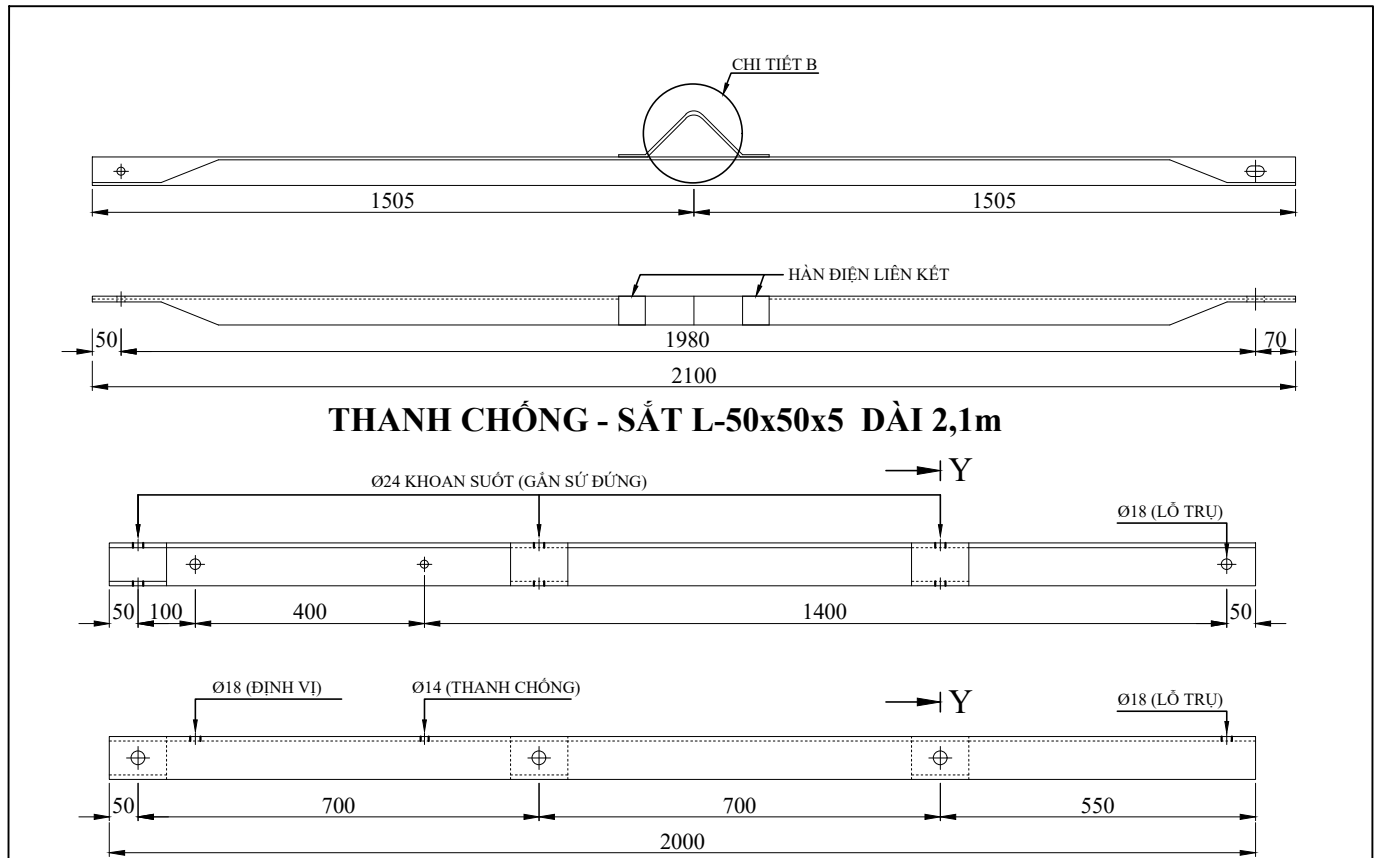 CHI TIẾT B
1505 1505
HÀN ĐIỆN LIÊN KẾT
50 1980 70
2100
THANH CHỐNG - SẮT L-50x50x5 DÀI 2,1m
Y
Ø24 KHOAN SUỐT (GẮN SỨ ĐỨNG)
Ø18 (LỖ TRỤ)
50 100 400 1400 50
Ø18 (ĐỊNH VỊ) Ø14 (THANH CHỐNG) Y Ø18 (LỖ TRỤ)
50 700 700 550
2000